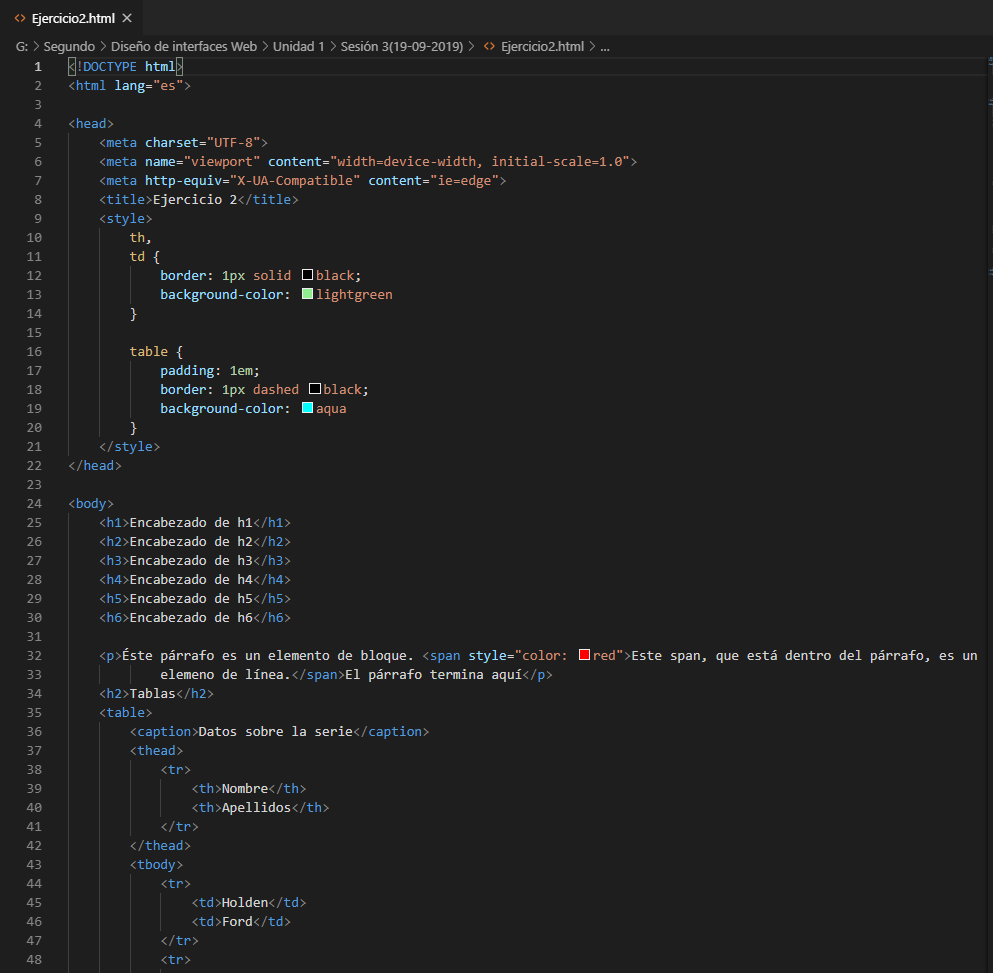 Ejercicio2.html
G: > Segundo > Diseño de interfaces Web > Unidad 1 > Sesión 3(19-09-2019) > Ejercicio2.html > ...
1 <!DOCTYPE html>
2 <html lang="es">
3
4 <head>
5     <meta charset="UTF-8">
6     <meta name="viewport" content="width=device-width, initial-scale=1.0">
7     <meta http-equiv="X-UA-Compatible" content="ie=edge">
8     <title>Ejercicio 2</title>
9     <style>
10         th,
11         td {
12             border: 1px solid black;
13             background-color: lightgreen
14         }
15
16         table {
17             padding: 1em;
18             border: 1px dashed black;
19             background-color: aqua
20         }
21     </style>
22 </head>
23
24 <body>
25     <h1>Encabezado de h1</h1>
26     <h2>Encabezado de h2</h2>
27     <h3>Encabezado de h3</h3>
28     <h4>Encabezado de h4</h4>
29     <h5>Encabezado de h5</h5>
30     <h6>Encabezado de h6</h6>
31
32     <p>Éste párrafo es un elemento de bloque. <span style="color: red">Este span, que está dentro del párrafo, es un
33             elemeno de línea.</span>El párrafo termina aquí</p>
34     <h2>Tablas</h2>
35     <table>
36         <caption>Datos sobre la serie</caption>
37         <thead>
38             <tr>
39                 <th>Nombre</th>
40                 <th>Apellidos</th>
41             </tr>
42         </thead>
43         <tbody>
44             <tr>
45                 <td>Holden</td>
46                 <td>Ford</td>
47             </tr>
48             <tr>